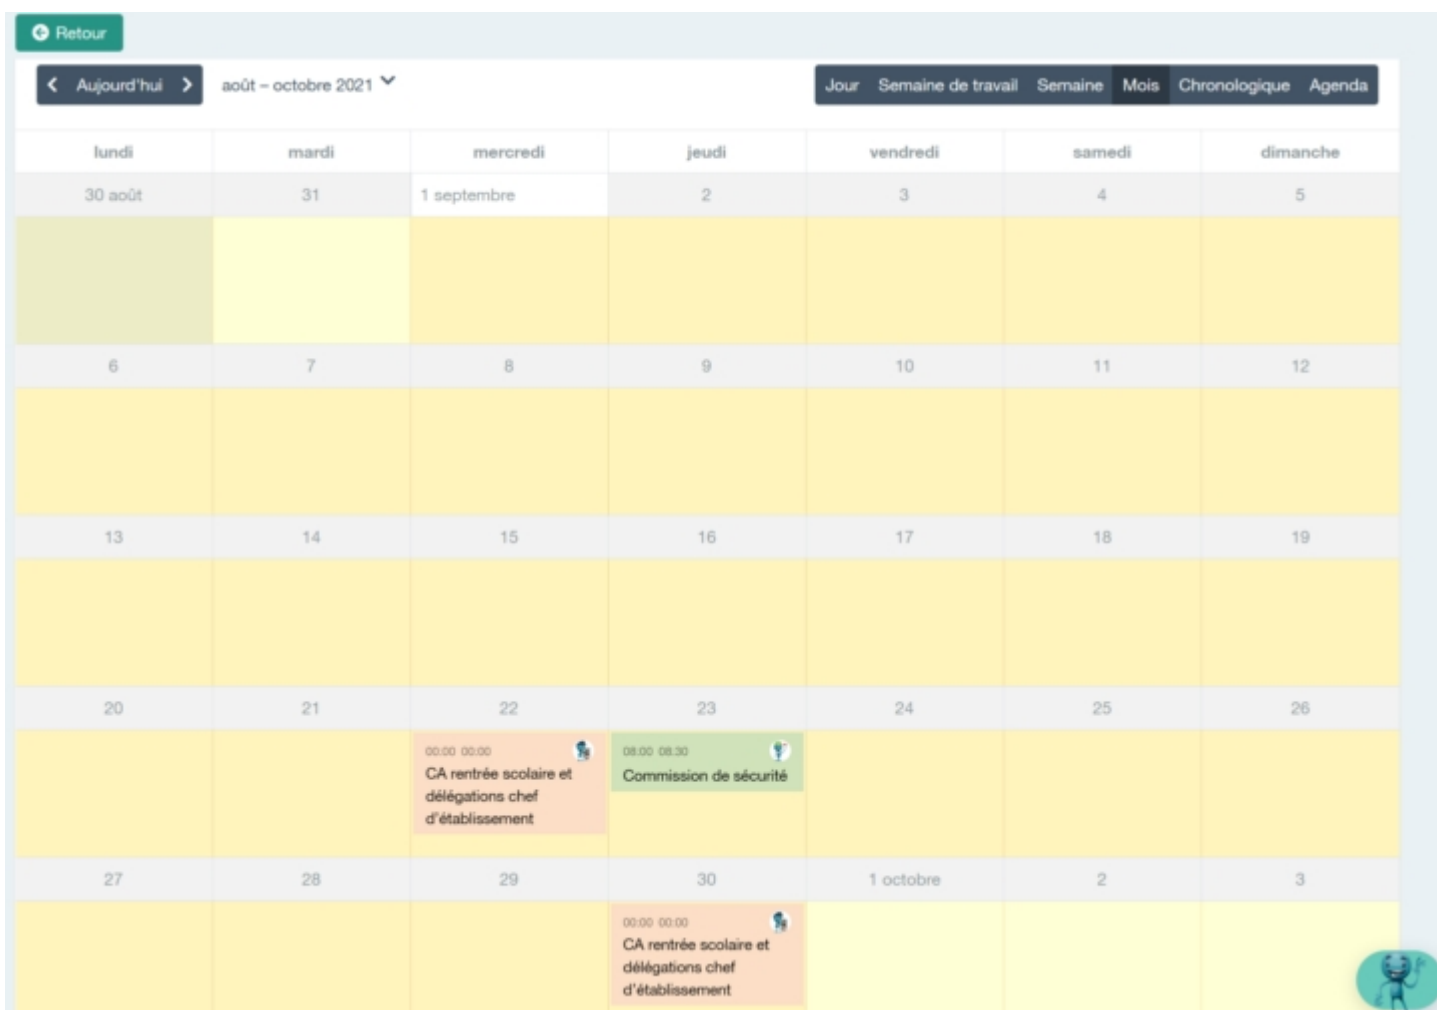 Retour
Aujourd'hui
août – octobre 2021
Jour Semaine de travail Semaine Mois Chronologique Agenda
lundi mardi mercredi jeudi vendredi samedi dimanche
30 août 31 1 septembre 2 3 4 5
6 7 8 9 10 11 12
13 14 15 16 17 18 19
20 21 22 23 24 25 26
00:00 00:00
CA rentrée scolaire et
délégations chef
d'établissement
08:00 08:30
Commission de sécurité
27 28 29 30 1 octobre 2 3
00:00 00:00
CA rentrée scolaire et
délégations chef
d'établissement